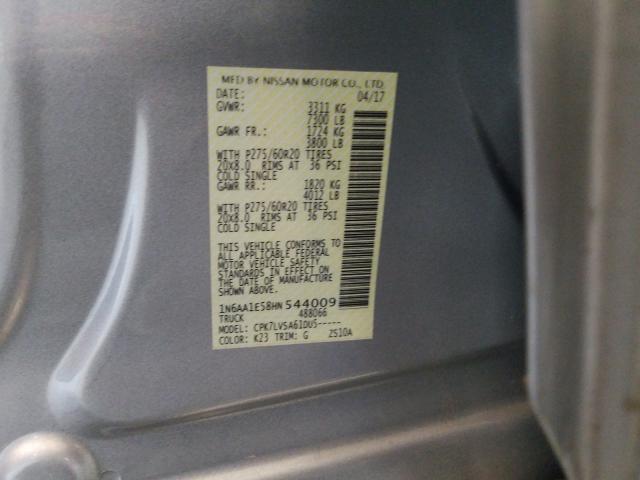 MFD BY NISSAN MOTOR CO., LTD.
DATE: 04/17
GVWR: 3311 KG
7300 LB
GAWR FR.: 1724 KG
3800 LB
WITH P275/60R20 TIRES
20X8.0 RIMS AT 36 PSI
COLD SINGLE
GAWR RR.: 1820 KG
4012 LB
WITH P275/60R20 TIRES
20X8.0 RIMS AT 36 PSI
COLD SINGLE
THIS VEHICLE CONFORMS TO
ALL APPLICABLE FEDERAL
MOTOR VEHICLE SAFETY
STANDARDS IN EFFECT ON
THE DATE OF MANUFACTURE
SHOWN ABOVE.
1N6AA1E58HN544009
TRUCK 488066
MODEL: CPK7LVSA61DU5-----
COLOR: K23 TRIM: G ZS10A